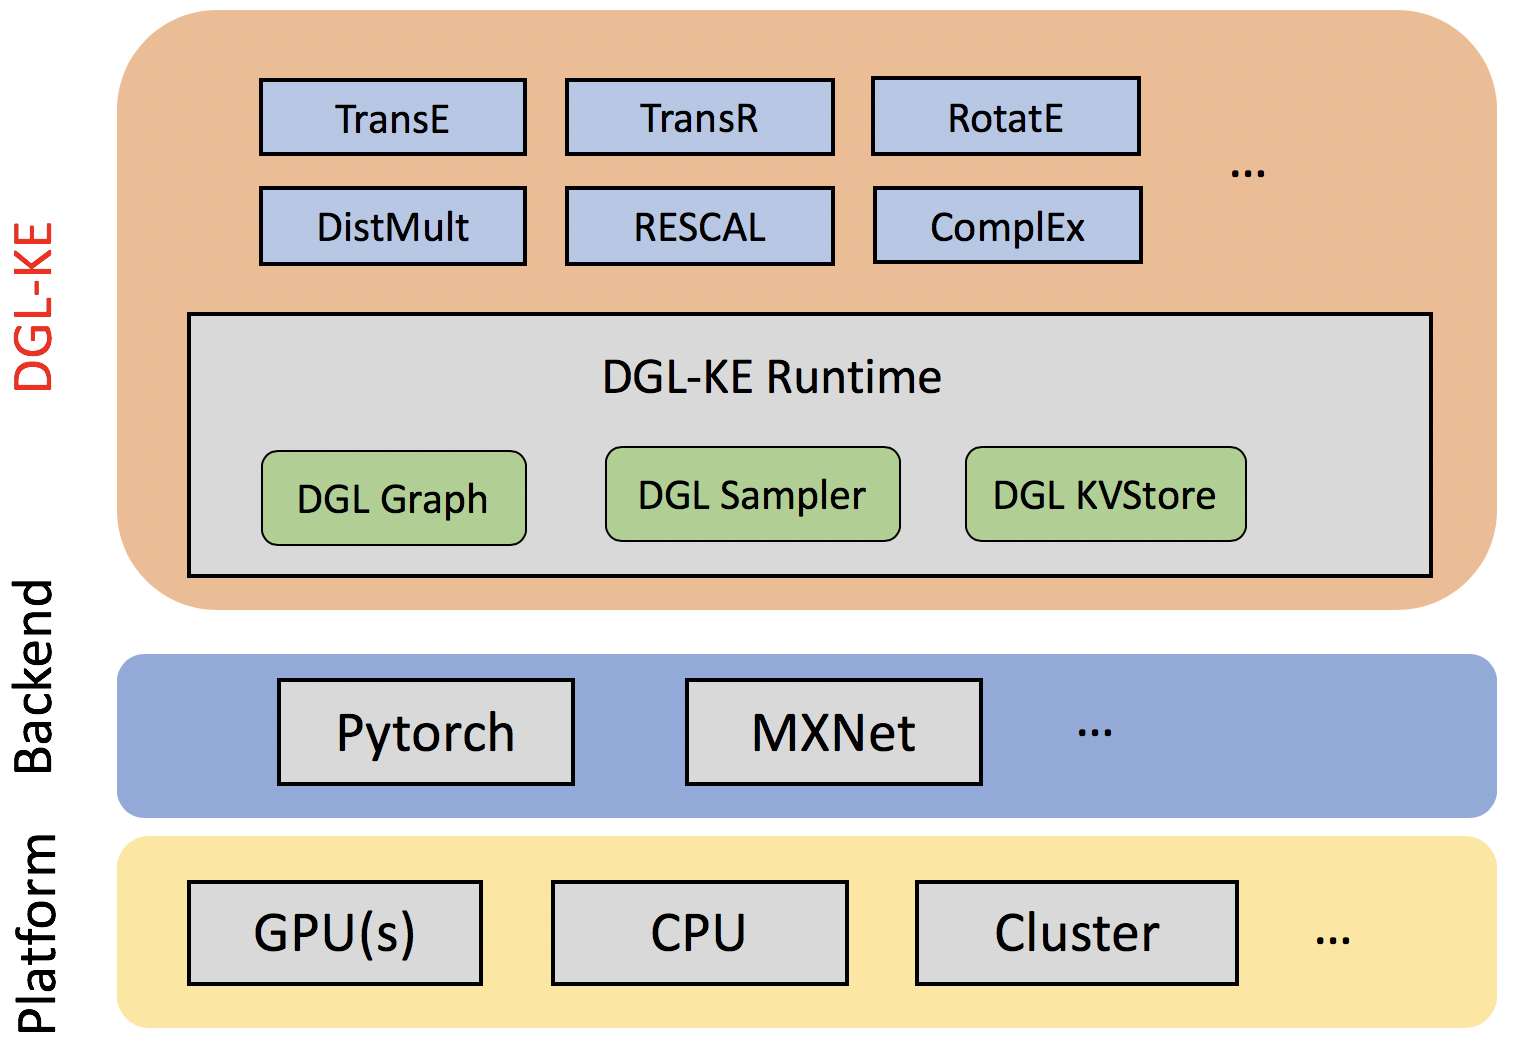 DGL-KE
TransE
TransR
RotatE
...
DistMult
RESCAL
ComplEx
DGL-KE Runtime
DGL Graph
DGL Sampler
DGL KVStore
Backend
Pytorch
MXNet
...
Platform
GPU(s)
CPU
Cluster
...